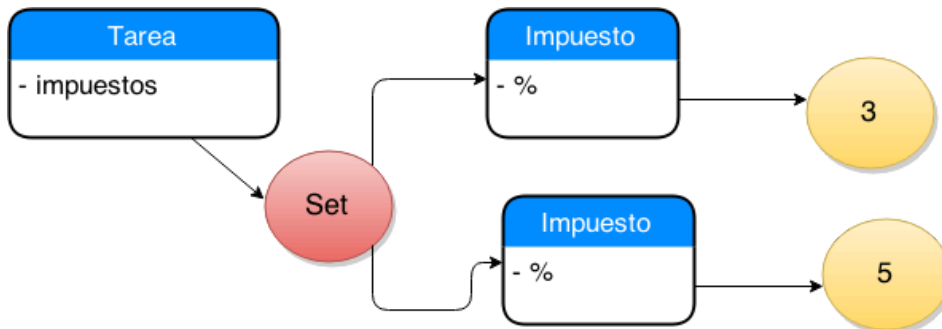 Tarea
- impuestos
Set
Impuesto
- %
3
Impuesto
- %
5